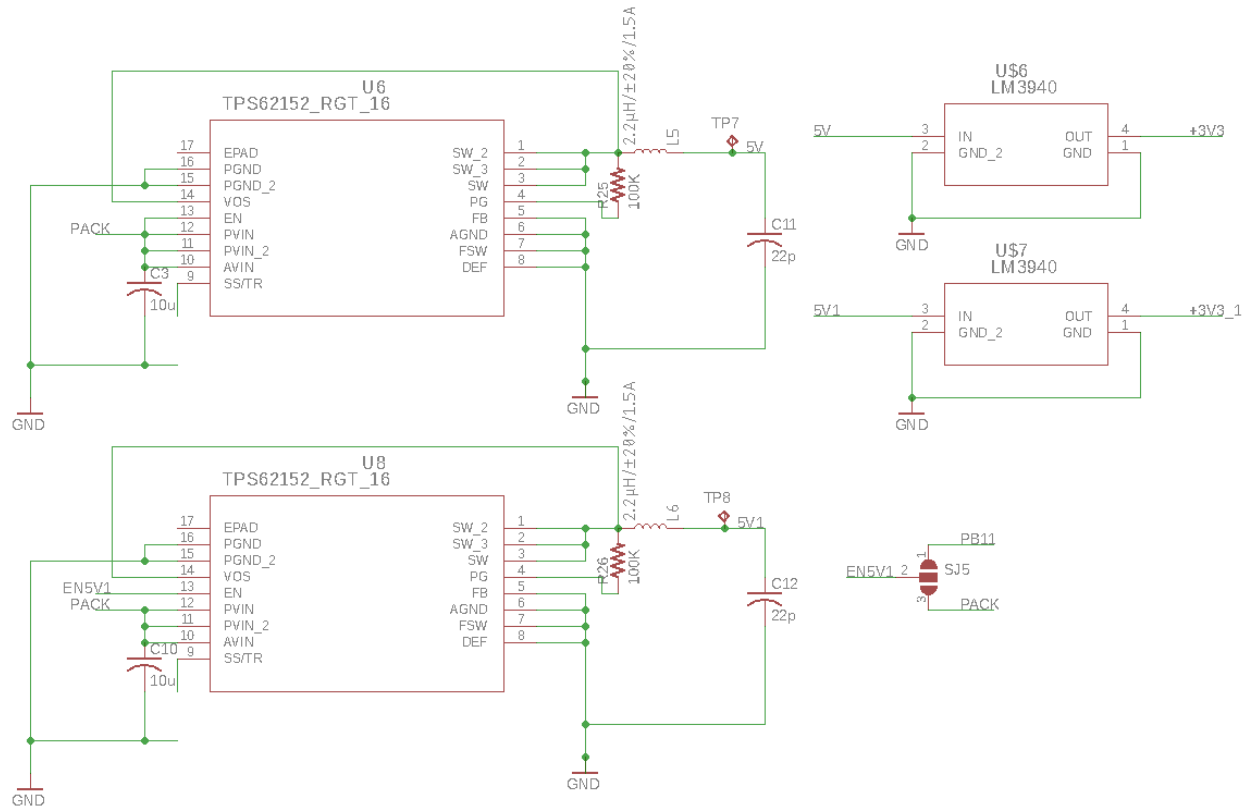 U6
TPS62152_RGT_16
17 EPAD
16 PGND
15 PGND_2
14 VOS
13 EN
12 PVIN
11 PVIN_2
10 AVIN
9 SS/TR
SW_2 1
SW_3 2
SW 3
PG 4
FB 5
AGND 6
FSW 7
DEF 8
PACK
C3
10u
GND
2.2µH/±20%/1.5A
L5
R25
100K
TP7
5V
C11
22p
GND
U$6
LM3940
5V
3 IN
2 GND_2
OUT 4
GND 1
+3V3
GND
U$7
LM3940
5V1
3 IN
2 GND_2
OUT 4
GND 1
+3V3_1
GND
U8
TPS62152_RGT_16
17 EPAD
16 PGND
15 PGND_2
14 VOS
13 EN
12 PVIN
11 PVIN_2
10 AVIN
9 SS/TR
SW_2 1
SW_3 2
SW 3
PG 4
FB 5
AGND 6
FSW 7
DEF 8
EN5V1
PACK
C10
10u
GND
2.2µH/±20%/1.5A
L6
R26
100K
TP8
5V1
C12
22p
GND
PB11
1
EN5V1 2
SJ5
3
PACK